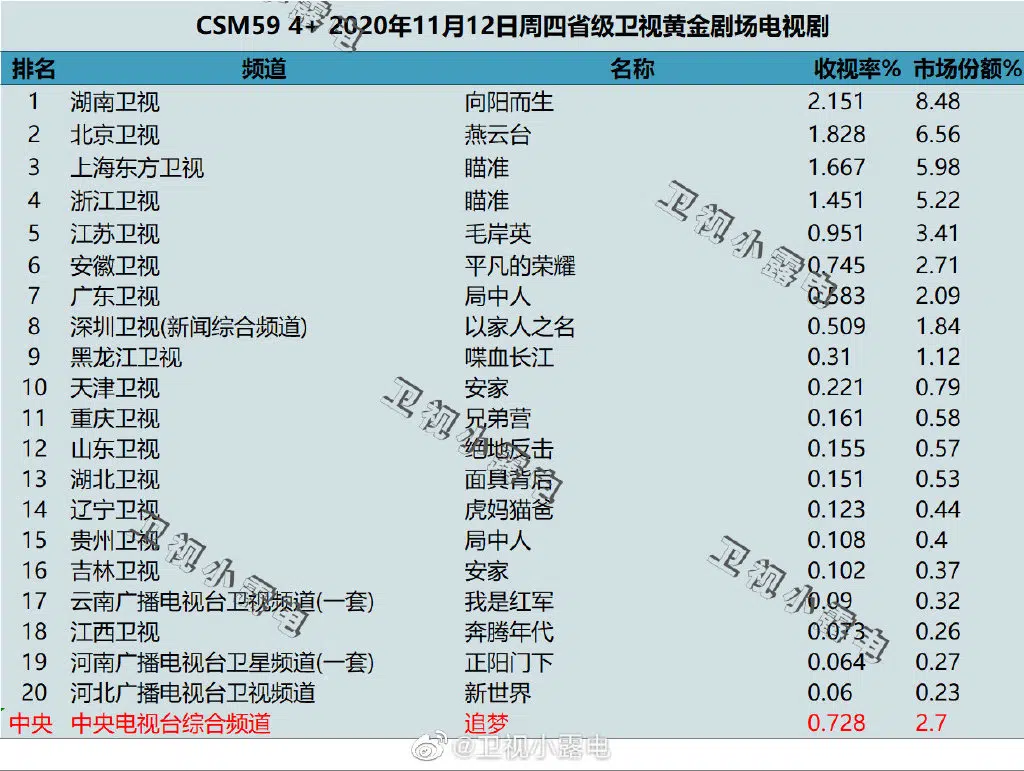 CSM59 4+ 2020年11月12日周四省级卫视黄金剧场电视剧
排名 频道 名称 收视率% 市场份额%
1 湖南卫视 向阳而生 2.151 8.48
2 北京卫视 燕云台 1.828 6.56
3 上海东方卫视 瞄准 1.667 5.98
4 浙江卫视 瞄准 1.451 5.22
5 江苏卫视 毛岸英 0.951 3.41
6 安徽卫视 平凡的荣耀 0.745 2.71
7 广东卫视 局中人 0.583 2.09
8 深圳卫视(新闻综合频道) 以家人之名 0.509 1.84
9 黑龙江卫视 喋血长江 0.31 1.12
10 天津卫视 安家 0.221 0.79
11 重庆卫视 兄弟营 0.161 0.58
12 山东卫视 绝地反击 0.155 0.57
13 湖北卫视 面具背后 0.151 0.53
14 辽宁卫视 虎妈猫爸 0.123 0.44
15 贵州卫视 局中人 0.108 0.4
16 吉林卫视 安家 0.102 0.37
17 云南广播电视台卫视频道(一套) 我是红军 0.09 0.32
18 江西卫视 奔腾年代 0.073 0.26
19 河南广播电视台卫星频道(一套) 正阳门下 0.064 0.27
20 河北广播电视台卫视频道 新世界 0.06 0.23
中央 中央电视台综合频道 追梦 0.728 2.7
卫视小露电
卫视小露电
卫视小露电
卫视小露电
@卫视小露电